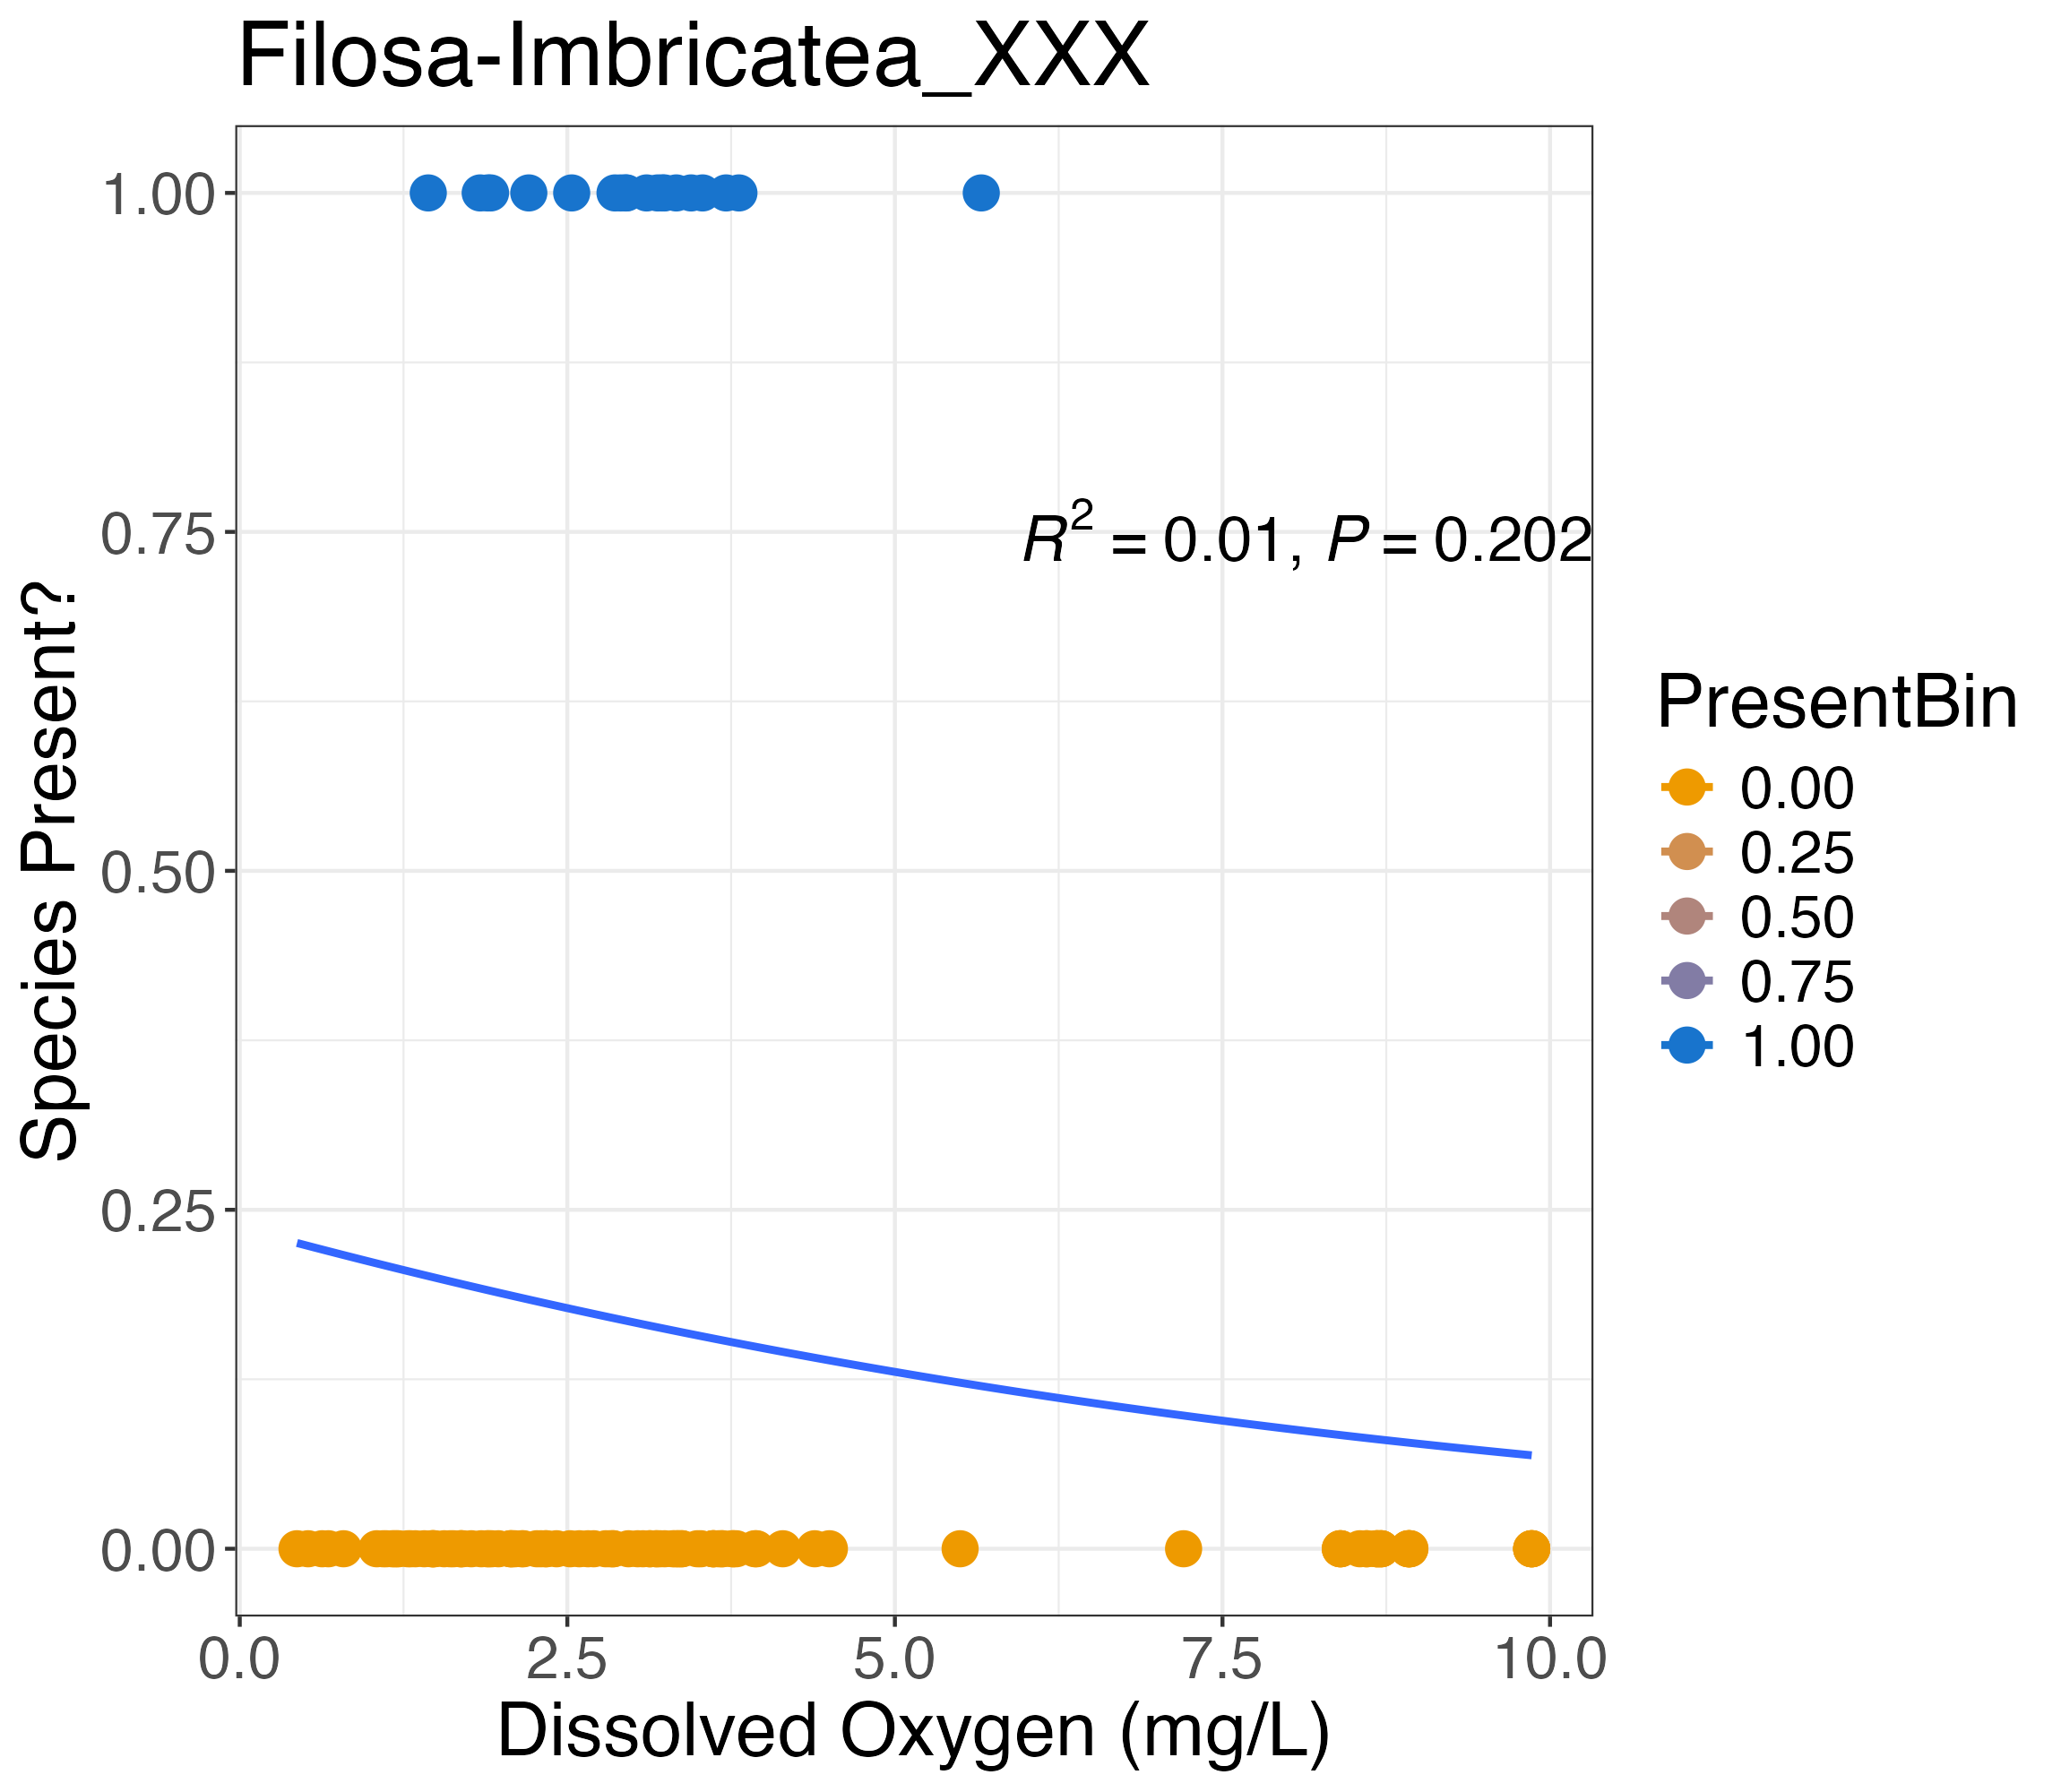 Filosa-Imbricatea_XXX
1.00
0.75
0.50
0.25
0.00
Species Present?
R² = 0.01, P = 0.202
0.0 2.5 5.0 7.5 10.0
Dissolved Oxygen (mg/L)
PresentBin
0.00
0.25
0.50
0.75
1.00